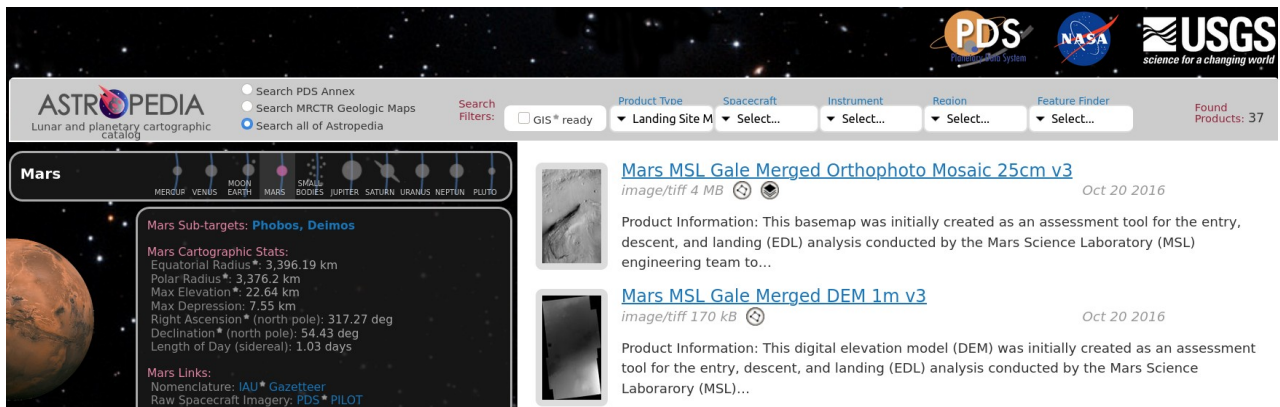 PDS
Planetary Data System
NASA
USGS
science for a changing world
ASTROPEDIA
Lunar and planetary cartographic
catalog
Search PDS Annex
Search MRCTR Geologic Maps
Search all of Astropedia
Search
Filters:
GIS* ready
Product Type
Landing Site M
Spacecraft
Select...
Instrument
Select...
Region
Select...
Feature Finder
Select...
Found
Products: 37
Mars
MERCUR VENUS MOON EARTH MARS SMALL BODIES JUPITER SATURN URANUS NEPTUN PLUTO
Mars Sub-targets: Phobos, Deimos
Mars Cartographic Stats:
Equatorial Radius*: 3,396.19 km
Polar Radius*: 3,376.2 km
Max Elevation*: 22.64 km
Max Depression: 7.55 km
Right Ascension* (north pole): 317.27 deg
Declination* (north pole): 54.43 deg
Length of Day (sidereal): 1.03 days
Mars Links:
Nomenclature: IAU* Gazetteer
Raw Spacecraft Imagery: PDS* PILOT
Mars MSL Gale Merged Orthophoto Mosaic 25cm v3
image/tiff 4 MB
Oct 20 2016
Product Information: This basemap was initially created as an assessment tool for the entry,
descent, and landing (EDL) analysis conducted by the Mars Science Laboratory (MSL)
engineering team to…
Mars MSL Gale Merged DEM 1m v3
image/tiff 170 kB
Oct 20 2016
Product Information: This digital elevation model (DEM) was initially created as an assessment
tool for the entry, descent, and landing (EDL) analysis conducted by the Mars Science
Laborarory (MSL)…